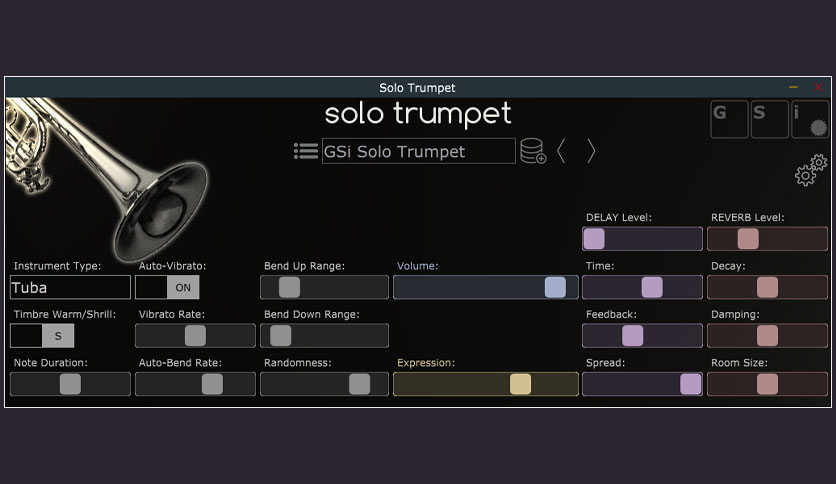 Solo Trumpet
solo trumpet
G S i
GSi Solo Trumpet
DELAY Level: REVERB Level:
Instrument Type: Auto-Vibrato: Bend Up Range: Volume: Time: Decay:
Tuba ON
Timbre Warm/Shrill: Vibrato Rate: Bend Down Range: Feedback: Damping:
S
Note Duration: Auto-Bend Rate: Randomness: Expression: Spread: Room Size: